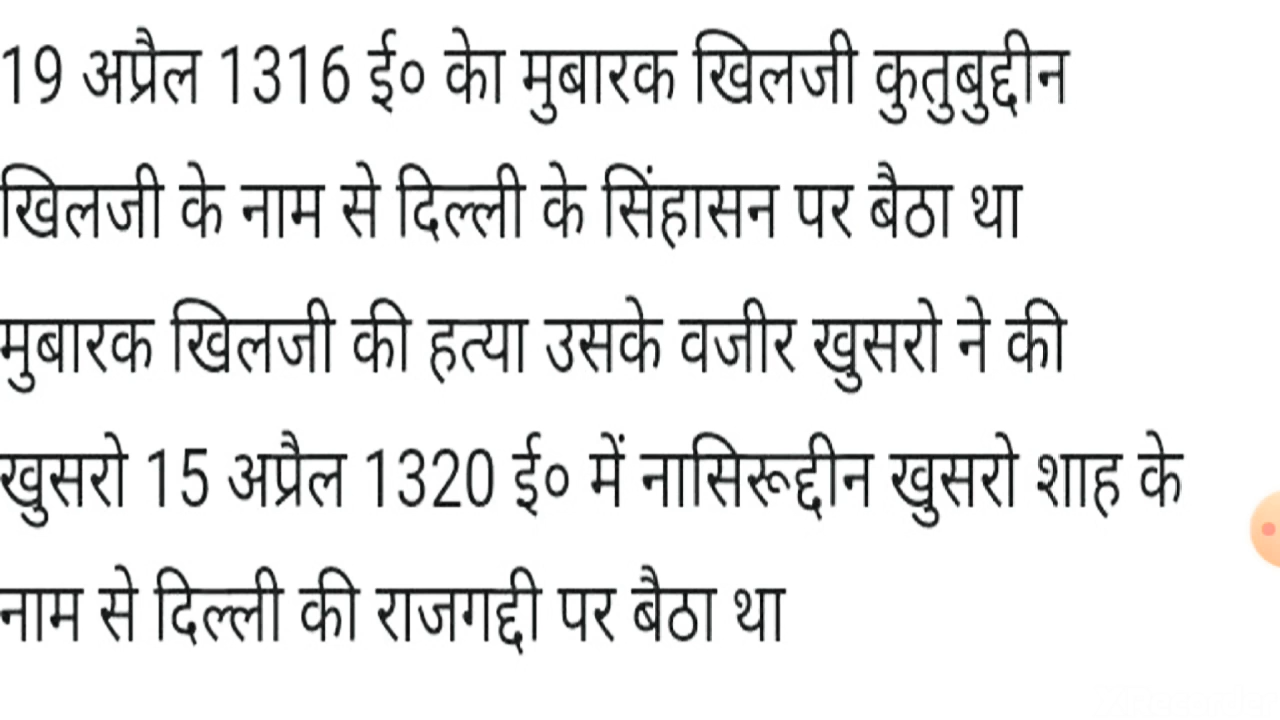 19 अप्रैल 1316 ई० केा मुबारक खिलजी कुतुबुद्दीन
खिलजी के नाम से दिल्ली के सिंहासन पर बैठा था
मुबारक खिलजी की हत्या उसके वजीर खुसरो ने की
खुसरो 15 अप्रैल 1320 ई० में नासिरूद्दीन खुसरो शाह के
नाम से दिल्ली की राजगद्दी पर बैठा था